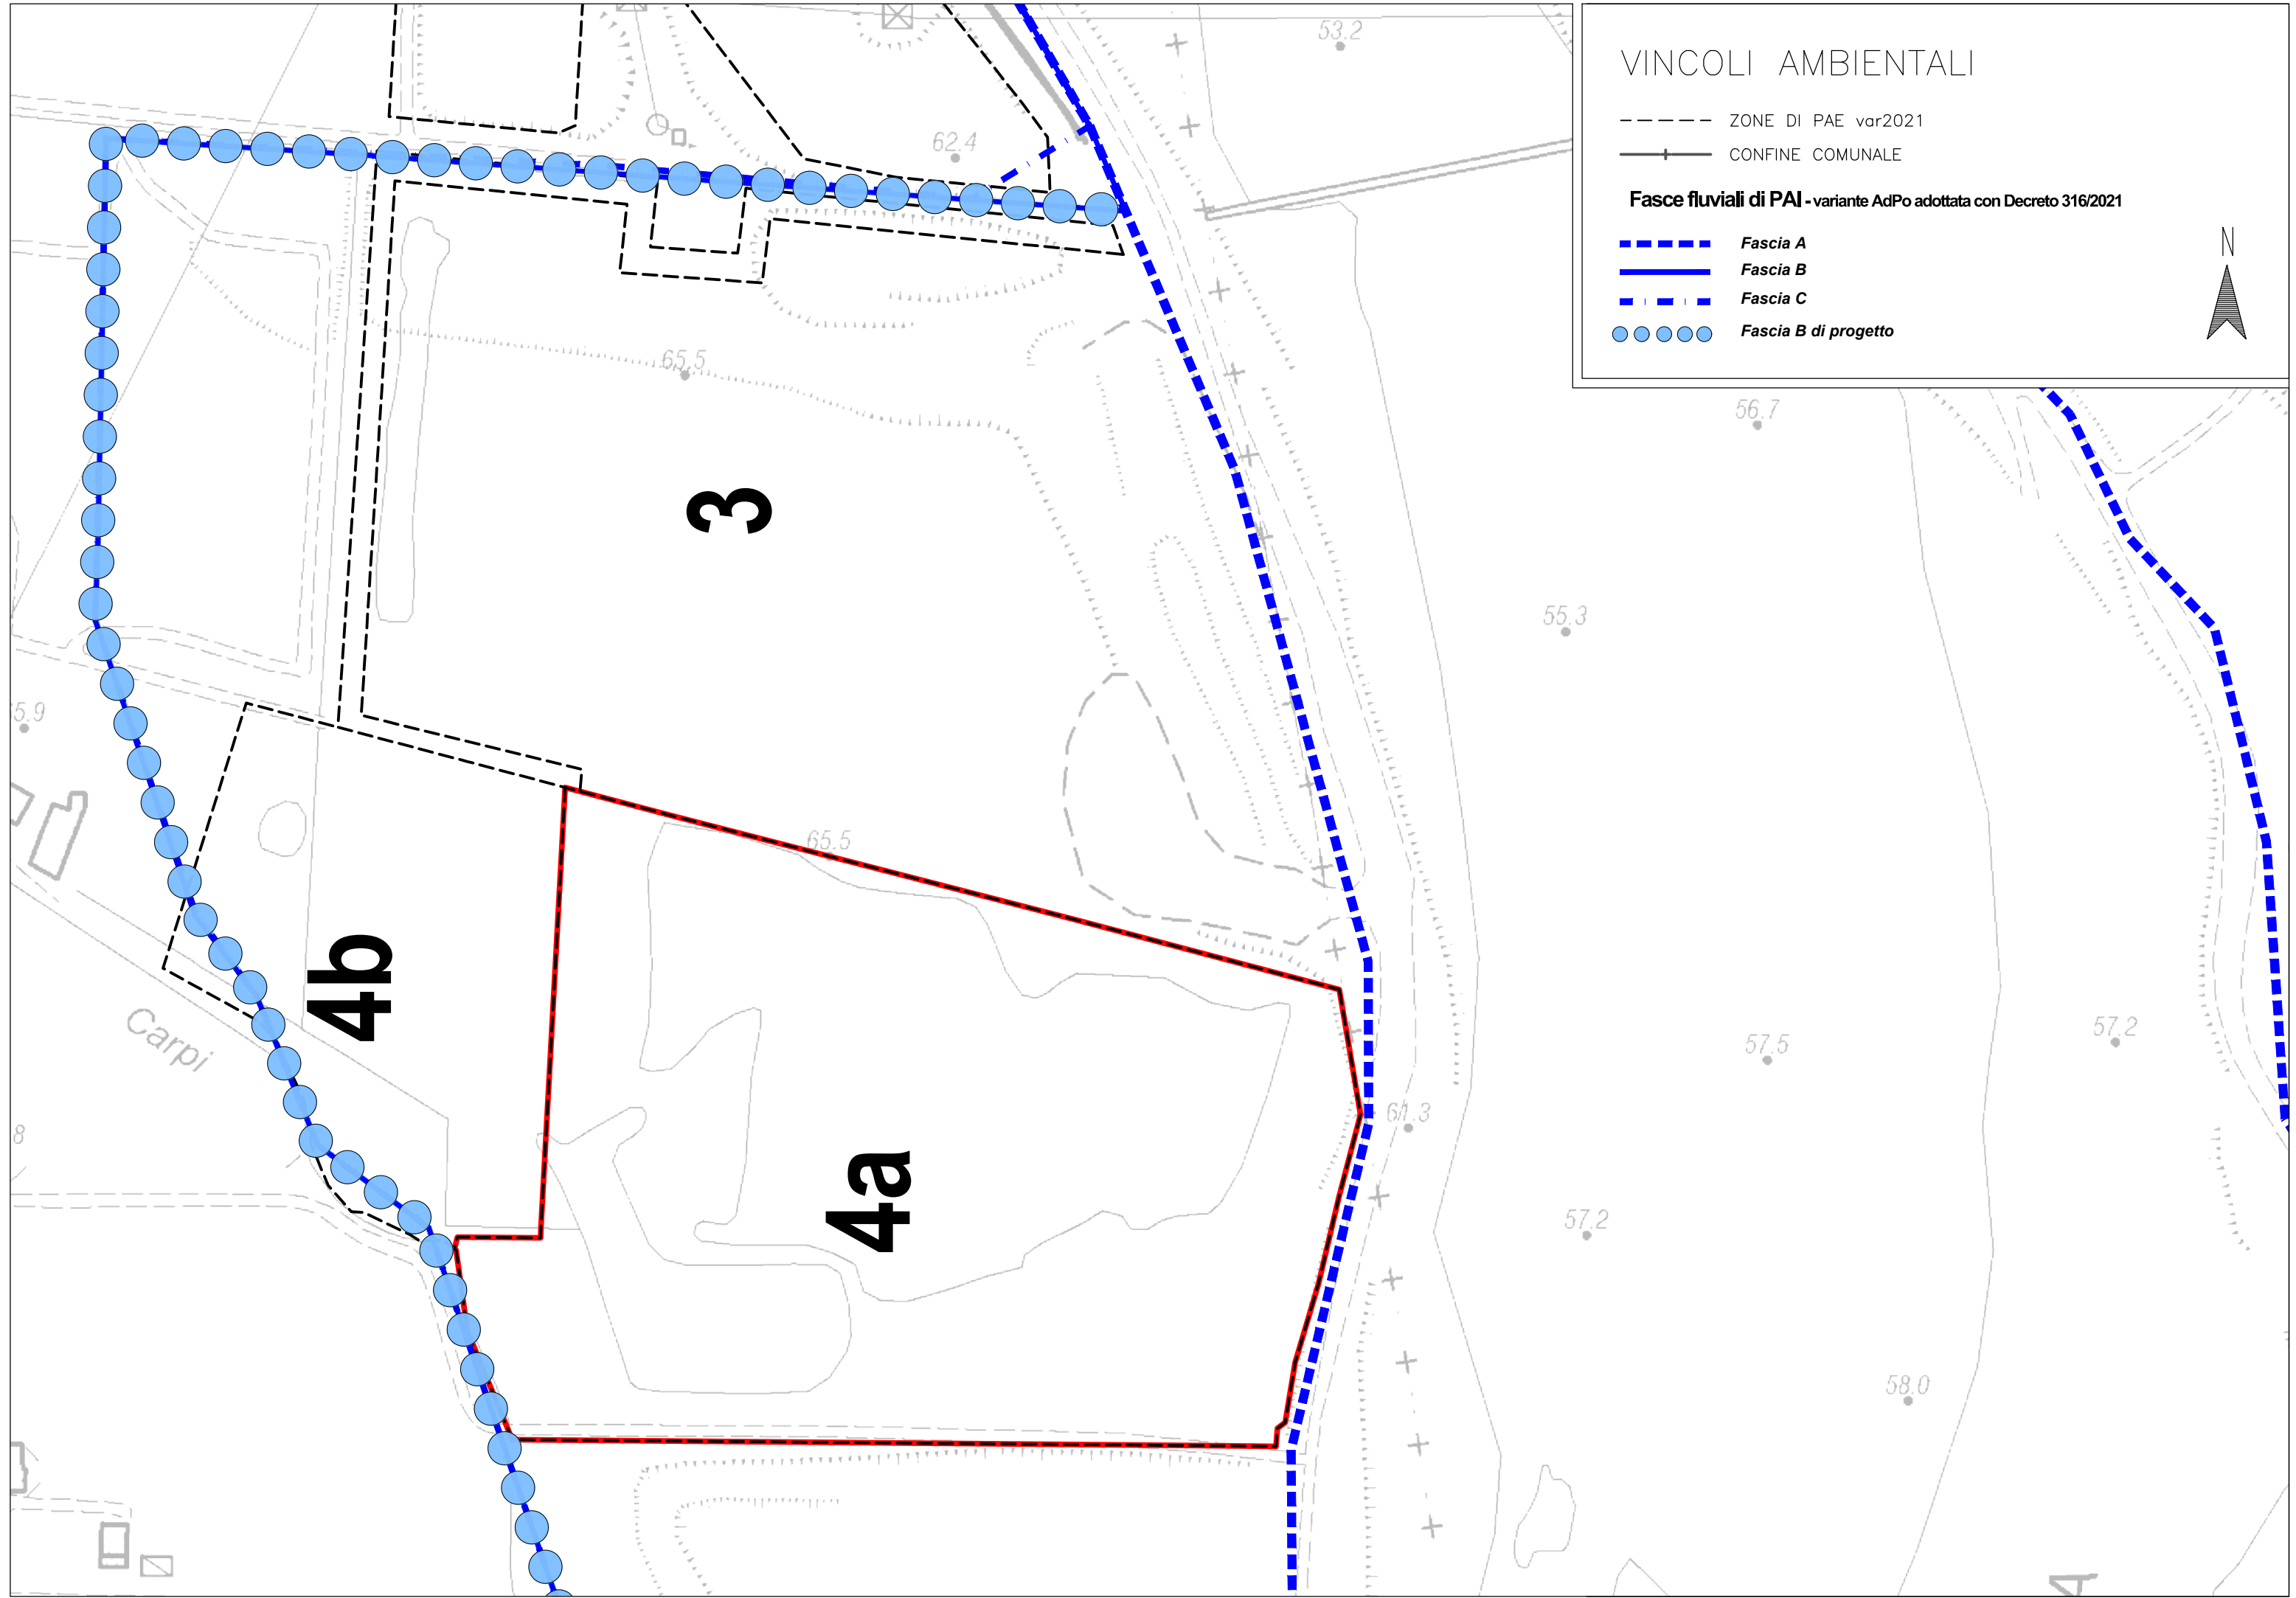 VINCOLI AMBIENTALI
ZONE DI PAE var2021
CONFINE COMUNALE
Fasce fluviali di PAI - variante AdPo adottata con Decreto 316/2021
N
Fascia A
Fascia B
Fascia C
Fascia B di progetto
53.2
62.4
65.5
56.7
3
55.3
5.9
65.5
4b
Carpi
57.2
57.5
61.3
8
4a
57.2
58.0